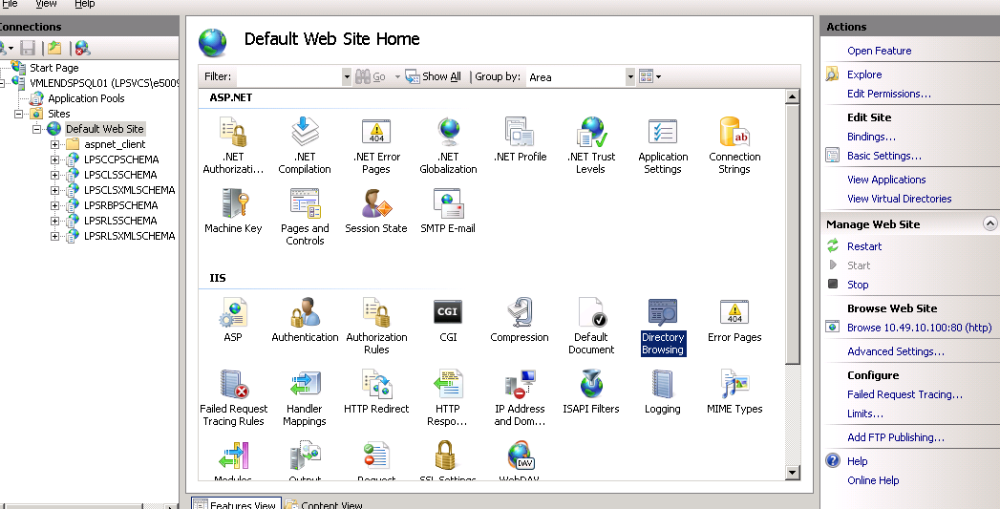 File View Help
Connections
Start Page
VMLENDSPSQL01 (LPSVCS\e5009
Application Pools
Sites
Default Web Site
aspnet_client
LPSCCPSCHEMA
LPSCLSSCHEMA
LPSCLSXMLSCHEMA
LPSRBPSCHEMA
LPSRLSSCHEMA
LPSRLSXMLSCHEMA
Default Web Site Home
Filter: Go Show All Group by: Area
ASP.NET
.NET Authorizati...
.NET Compilation
.NET Error Pages
.NET Globalization
.NET Profile
.NET Trust Levels
Application Settings
Connection Strings
Machine Key
Pages and Controls
Session State
SMTP E-mail
IIS
ASP
Authentication
Authorization Rules
CGI
Compression
Default Document
Directory Browsing
Error Pages
Failed Request Tracing Rules
Handler Mappings
HTTP Redirect
HTTP Respo...
IP Address and Dom...
ISAPI Filters
Logging
MIME Types
Modules
Output
Request
SSL Settings
WebDAV
Features View Content View
Actions
Open Feature
Explore
Edit Permissions...
Edit Site
Bindings...
Basic Settings...
View Applications
View Virtual Directories
Manage Web Site
Restart
Start
Stop
Browse Web Site
Browse 10.49.10.100:80 (http)
Advanced Settings...
Configure
Failed Request Tracing...
Limits...
Add FTP Publishing...
Help
Online Help